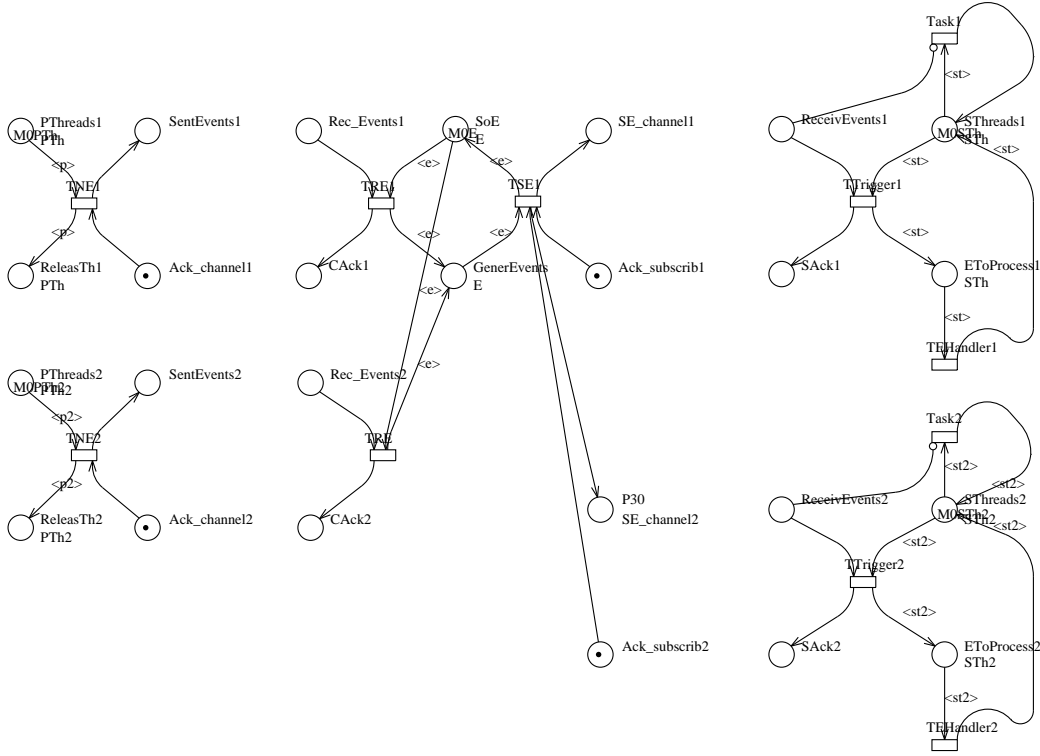 Task1
<st>
PThreads1
M0PTh
PTh
<p>
TNE1
<p>
ReleasTh1
PTh
SentEvents1
Ack_channel1
Rec_Events1
TRE1
CAck1
SoE
M0E
E
<e>
<e>
<e>
<e>
<e>
<e>
TSE1
GenerEvents
E
SE_channel1
Ack_subscrib1
ReceivEvents1
SThreads1
M0STh
STh
<st>
<st>
TTrigger1
<st>
SAck1
EToProcess1
STh
<st>
TEHandler1
PThreads2
M0PTh2
PTh2
<p2>
TNE2
<p2>
ReleasTh2
PTh2
SentEvents2
Ack_channel2
Rec_Events2
TRE
CAck2
P30
SE_channel2
Ack_subscrib2
Task2
<st2>
<st2>
ReceivEvents2
SThreads2
M0STh2
STh2
<st2>
<st2>
TTrigger2
<st2>
SAck2
EToProcess2
STh2
<st2>
TEHandler2